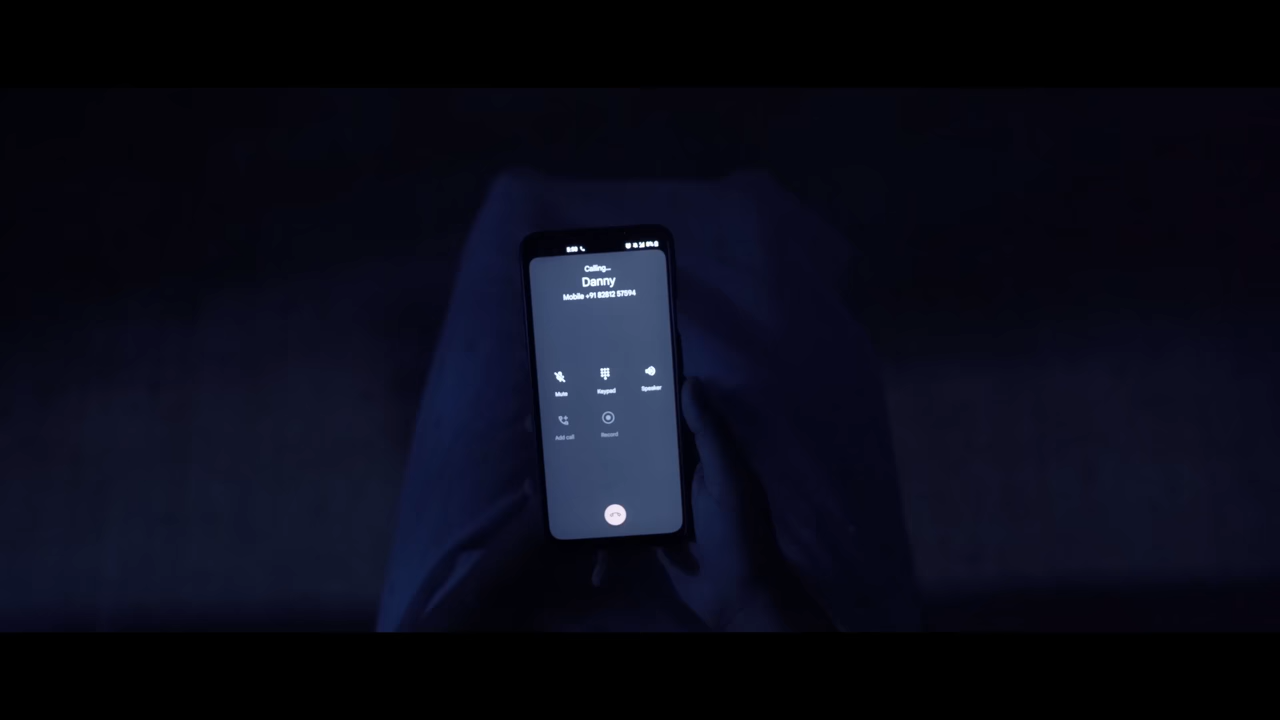 Calling...
Danny
Mobile +91 82812 57594
Mute
Keypad
Speaker
Add call
Record